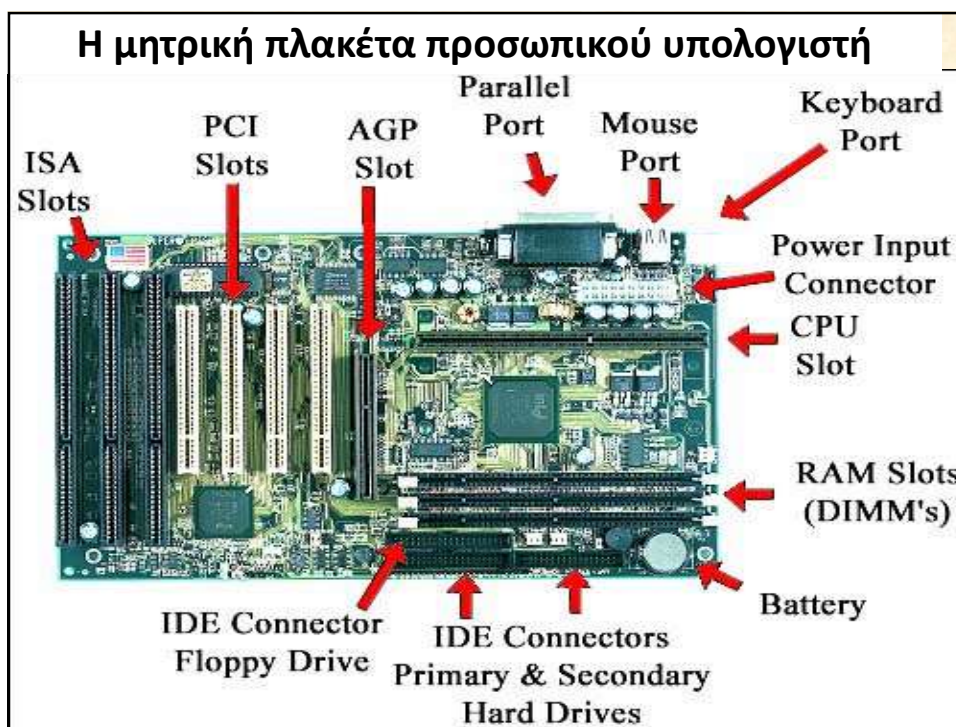 Η μητρική πλακέτα προσωπικού υπολογιστή
Parallel
Port
Keyboard
Port
PCI
Slots
AGP
Slot
Mouse
Port
ISA
Slots
Power Input
Connector
CPU
Slot
RAM Slots
(DIMM's)
Battery
IDE Connector
Floppy Drive
IDE Connectors
Primary & Secondary
Hard Drives